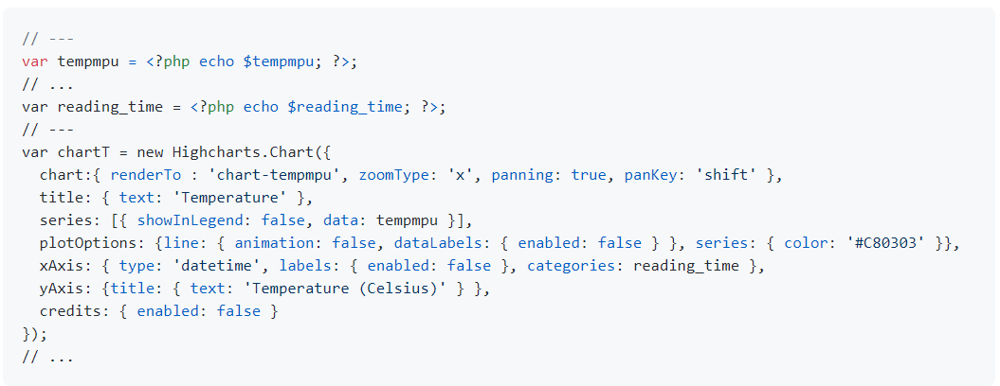 // ---
var tempmpu = <?php echo $tempmpu; ?>;
// ...
var reading_time = <?php echo $reading_time; ?>;
// ---
var chartT = new Highcharts.Chart({
  chart:{ renderTo : 'chart-tempmpu', zoomType: 'x', panning: true, panKey: 'shift' },
  title: { text: 'Temperature' },
  series: [{ showInLegend: false, data: tempmpu }],
  plotOptions: {line: { animation: false, dataLabels: { enabled: false } }, series: { color: '#C80303' }},
  xAxis: { type: 'datetime', labels: { enabled: false }, categories: reading_time },
  yAxis: {title: { text: 'Temperature (Celsius)' } },
  credits: { enabled: false }
});
// ...